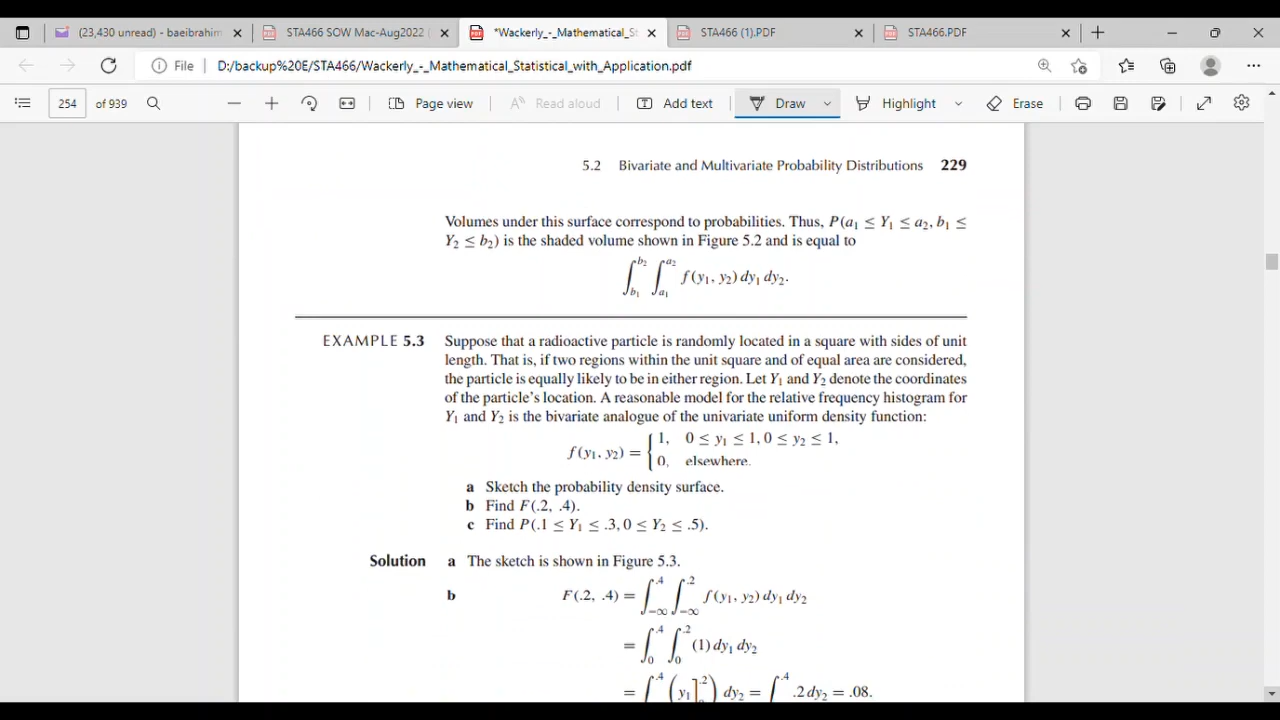 (23,430 unread) - baeibrahim
STA466 SOW Mac-Aug2022 (
*Wackerly_-_Mathematical_S
STA466 (1).PDF
STA466.PDF
File | D:/backup%20E/STA466/Wackerly_-_Mathematical_Statistical_with_Application.pdf
254 of 939 Page view Read aloud Add text Draw Highlight Erase
5.2 Bivariate and Multivariate Probability Distributions 229
Volumes under this surface correspond to probabilities. Thus, P(a₁ ≤ Y₁ ≤ a₂, b₁ ≤
Y₂ ≤ b₂) is the shaded volume shown in Figure 5.2 and is equal to
∫_{b₁}^{b₂} ∫_{a₁}^{a₂} f(y₁, y₂) dy₁ dy₂.
EXAMPLE 5.3 Suppose that a radioactive particle is randomly located in a square with sides of unit
length. That is, if two regions within the unit square and of equal area are considered,
the particle is equally likely to be in either region. Let Y₁ and Y₂ denote the coordinates
of the particle's location. A reasonable model for the relative frequency histogram for
Y₁ and Y₂ is the bivariate analogue of the univariate uniform density function:
f(y₁, y₂) = { 1, 0 ≤ y₁ ≤ 1, 0 ≤ y₂ ≤ 1,
0, elsewhere.
a Sketch the probability density surface.
b Find F(.2, .4).
c Find P(.1 ≤ Y₁ ≤ .3, 0 ≤ Y₂ ≤ .5).
Solution a The sketch is shown in Figure 5.3.
b F(.2, .4) = ∫_{−∞}^{.4} ∫_{−∞}^{.2} f(y₁, y₂) dy₁ dy₂
= ∫_{0}^{.4} ∫_{0}^{.2} (1) dy₁ dy₂
= ∫^{.4} (y₁]^{.2}) dy₂ = ∫^{.4} .2 dy₂ = .08.